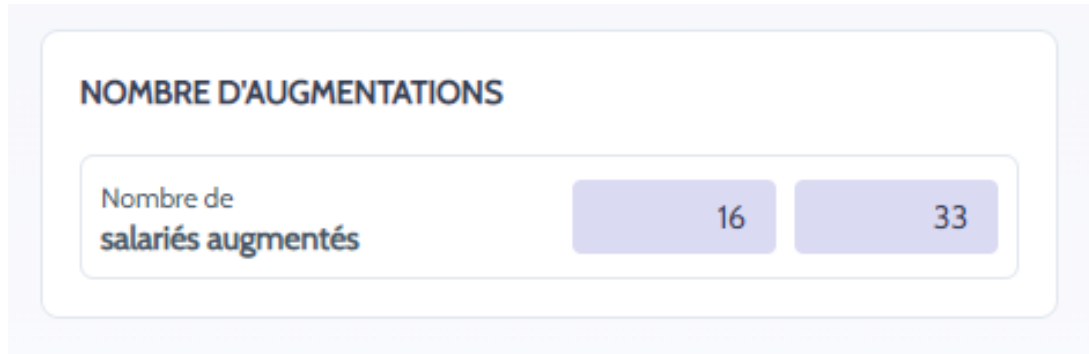 NOMBRE D'AUGMENTATIONS
Nombre de
salariés augmentés
16 33